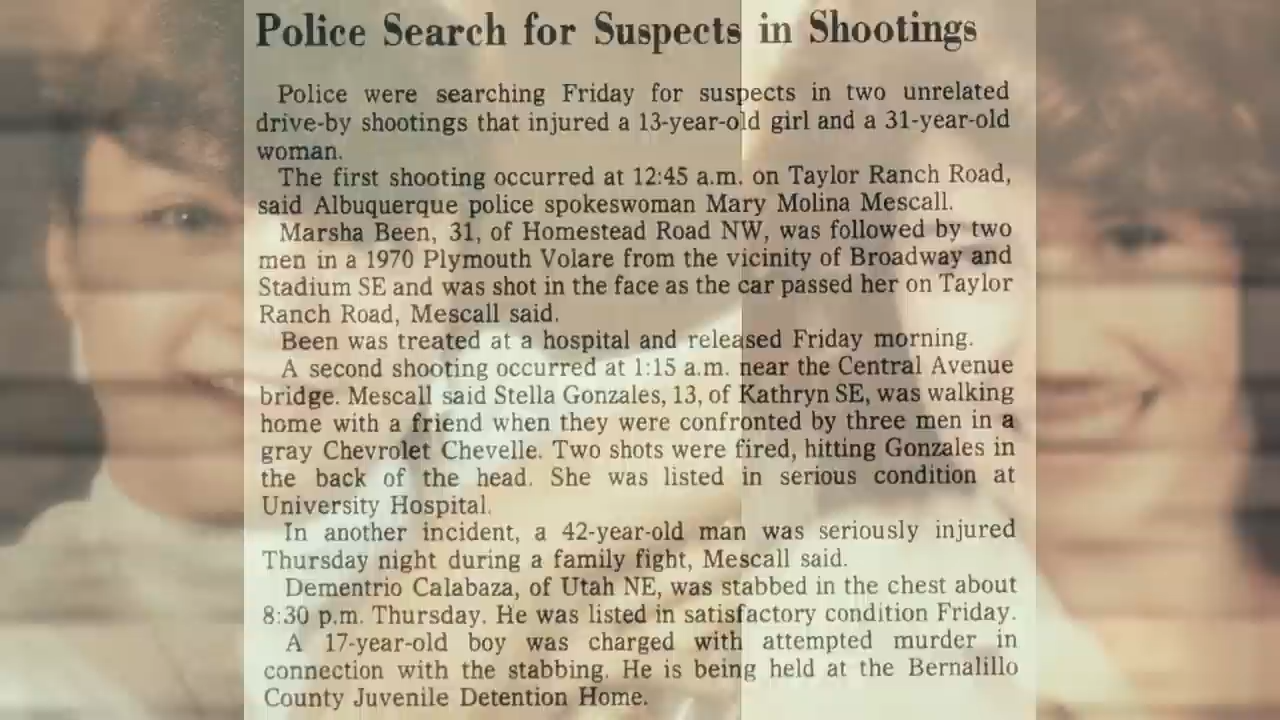 Police Search for Suspects in Shootings
Police were searching Friday for suspects in two unrelated
drive-by shootings that injured a 13-year-old girl and a 31-year-old
woman.
The first shooting occurred at 12:45 a.m. on Taylor Ranch Road,
said Albuquerque police spokeswoman Mary Molina Mescall.
Marsha Been, 31, of Homestead Road NW, was followed by two
men in a 1970 Plymouth Volare from the vicinity of Broadway and
Stadium SE and was shot in the face as the car passed her on Taylor
Ranch Road, Mescall said.
Been was treated at a hospital and released Friday morning.
A second shooting occurred at 1:15 a.m. near the Central Avenue
bridge. Mescall said Stella Gonzales, 13, of Kathryn SE, was walking
home with a friend when they were confronted by three men in a
gray Chevrolet Chevelle. Two shots were fired, hitting Gonzales in
the back of the head. She was listed in serious condition at
University Hospital.
In another incident, a 42-year-old man was seriously injured
Thursday night during a family fight, Mescall said.
Dementrio Calabaza, of Utah NE, was stabbed in the chest about
8:30 p.m. Thursday. He was listed in satisfactory condition Friday.
A 17-year-old boy was charged with attempted murder in
connection with the stabbing. He is being held at the Bernalillo
County Juvenile Detention Home.